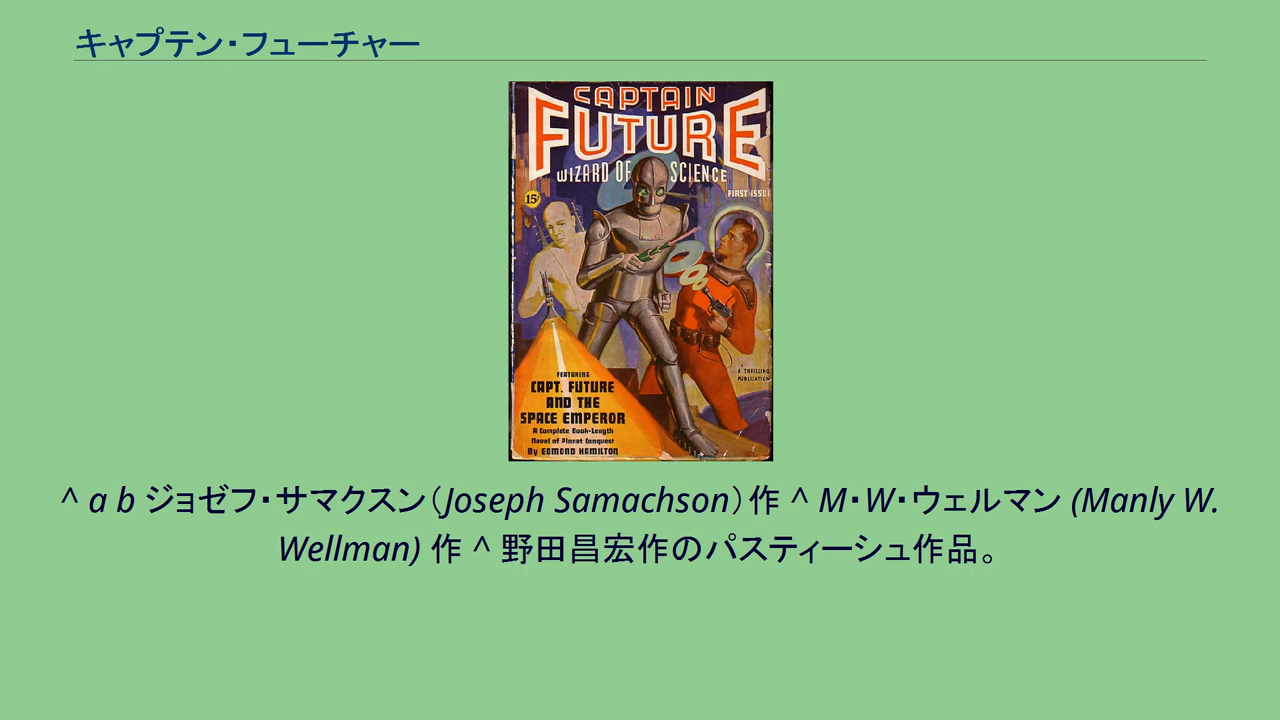 キャプテン・フューチャー
CAPTAIN
FUTURE
WIZARD OF SCIENCE
FIRST ISSUE
15¢
A THRILLING
PUBLICATION
FEATURING
CAPT. FUTURE
AND THE
SPACE EMPEROR
A Complete Book-Length
Novel of Planet Conquest
By EDMOND HAMILTON
^ a b ジョゼフ・サマクスン（Joseph Samachson）作 ^ M・W・ウェルマン (Manly W.
Wellman) 作 ^ 野田昌宏作のパスティーシュ作品。